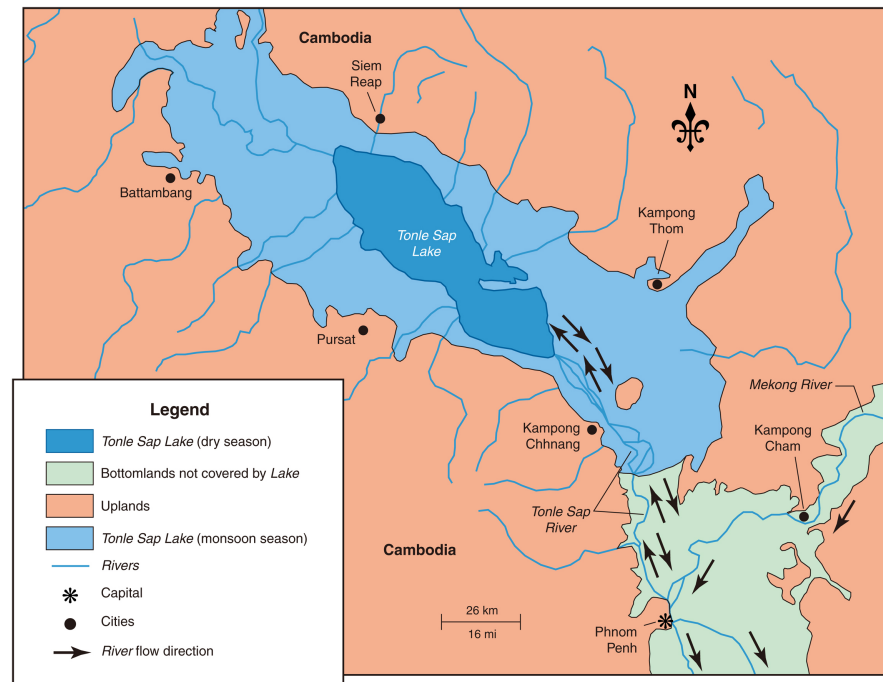 Cambodia
Siem
Reap
N
Battambang
Kampong
Thom
Tonle Sap
Lake
Pursat
Mekong River
Kampong
Chhnang
Kampong
Cham
Tonle Sap
River
Cambodia
26 km
16 mi
Phnom
Penh
Legend
Tonle Sap Lake (dry season)
Bottomlands not covered by Lake
Uplands
Tonle Sap Lake (monsoon season)
Rivers
Capital
Cities
River flow direction